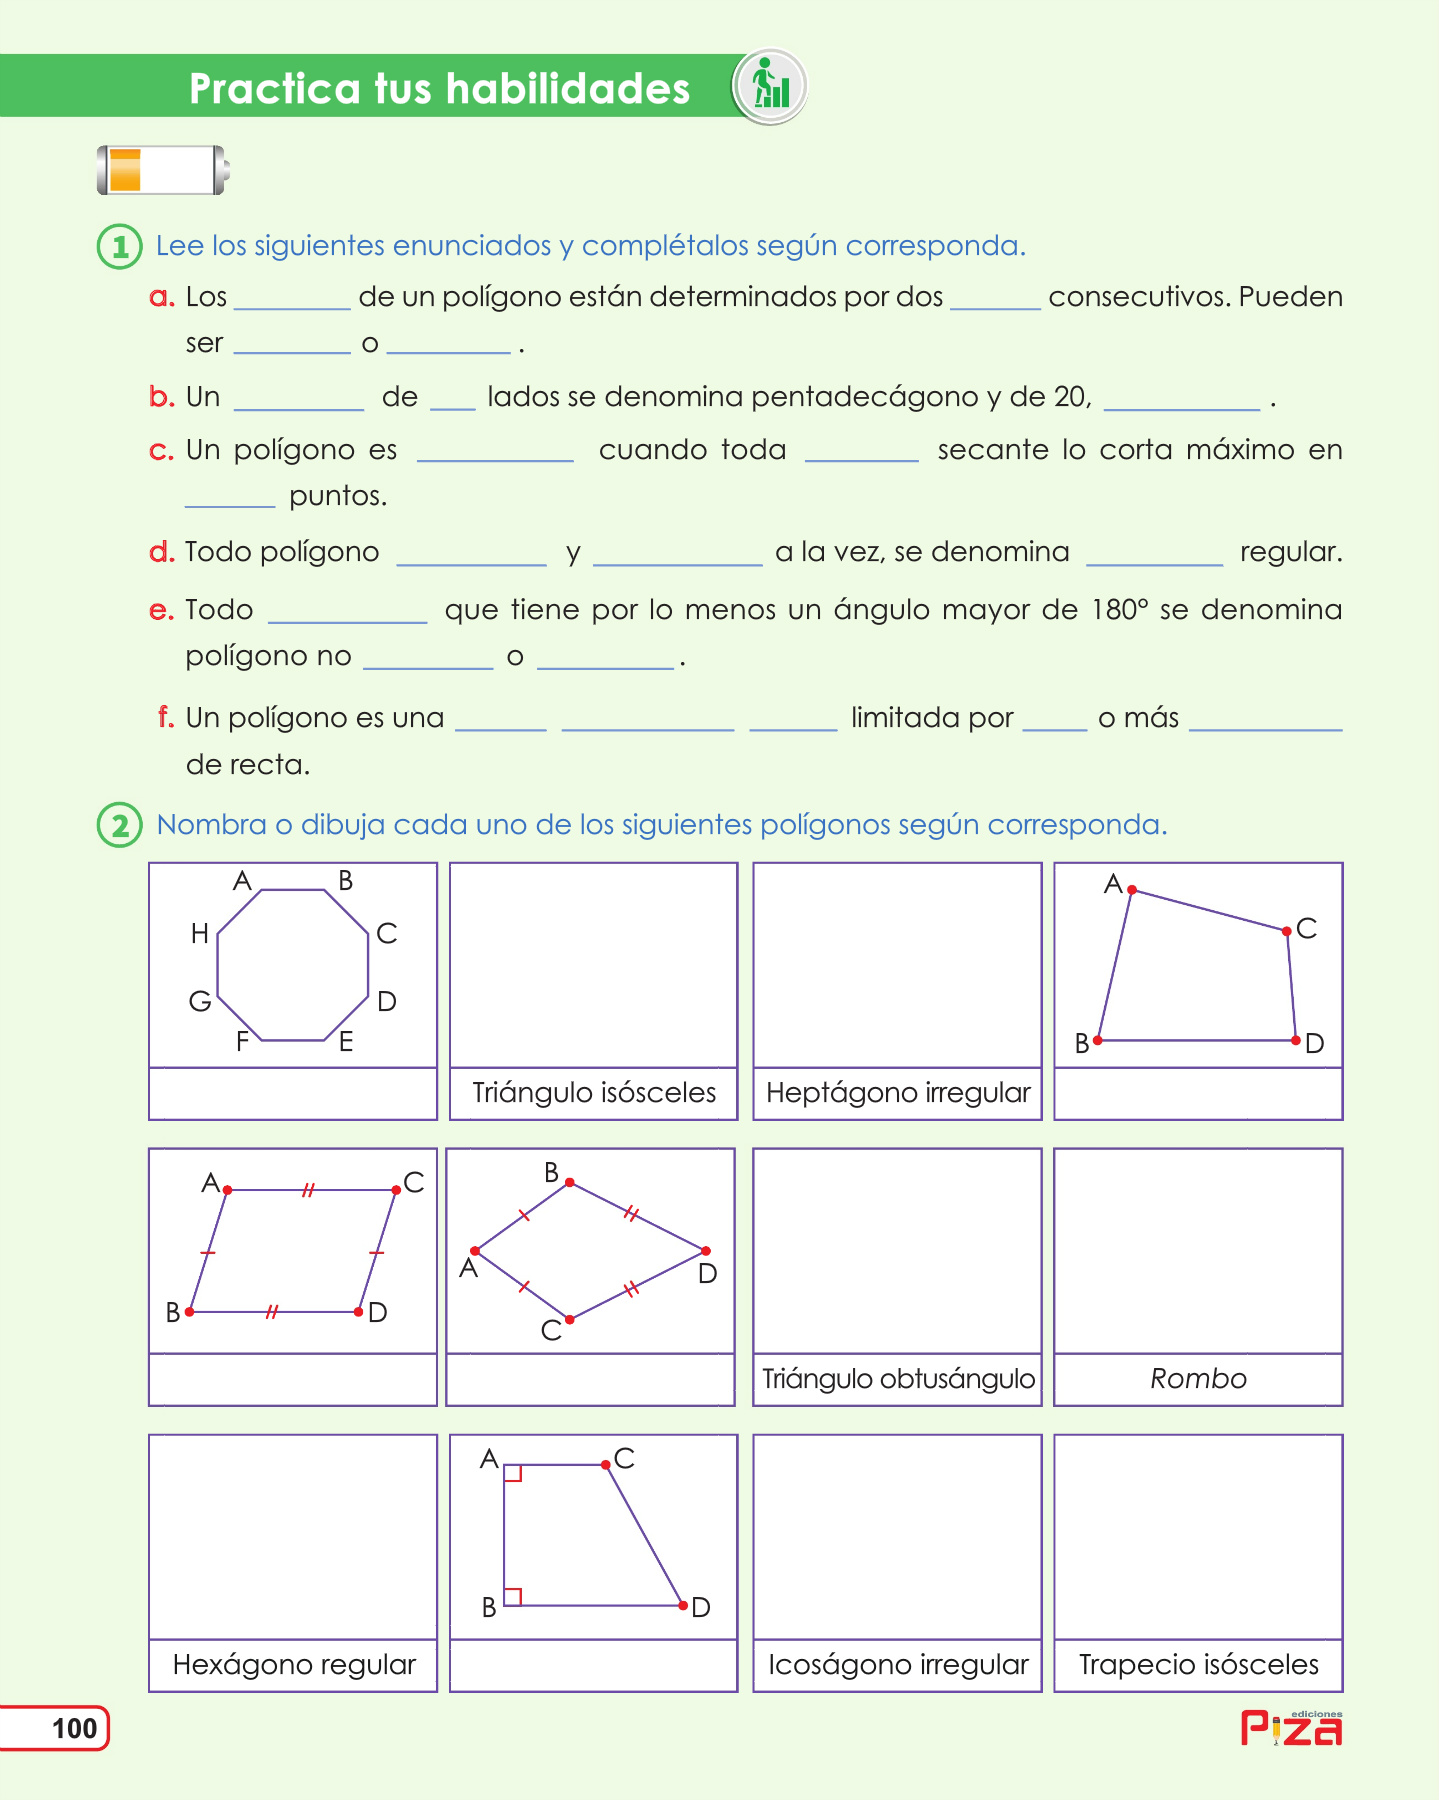 Practica tus habilidades
1 Lee los siguientes enunciados y complétalos según corresponda.
a. Los ________ de un polígono están determinados por dos ______ consecutivos. Pueden
ser ________ o ________ .
b. Un ________ de ___ lados se denomina pentadecágono y de 20, __________ .
c. Un polígono es __________ cuando toda _______ secante lo corta máximo en
______ puntos.
d. Todo polígono __________ y ___________ a la vez, se denomina _________ regular.
e. Todo __________ que tiene por lo menos un ángulo mayor de 180° se denomina
polígono no ________ o _________ .
f. Un polígono es una ______ ___________ ______ limitada por ____ o más __________
de recta.
2 Nombra o dibuja cada uno de los siguientes polígonos según corresponda.
A B
H C
G D
F E
A
C
B D
Triángulo isósceles
Heptágono irregular
A C
B D
B
A D
C
Triángulo obtusángulo
Rombo
A C
B D
Hexágono regular
Icoságono irregular
Trapecio isósceles
100
ediciones
Piza